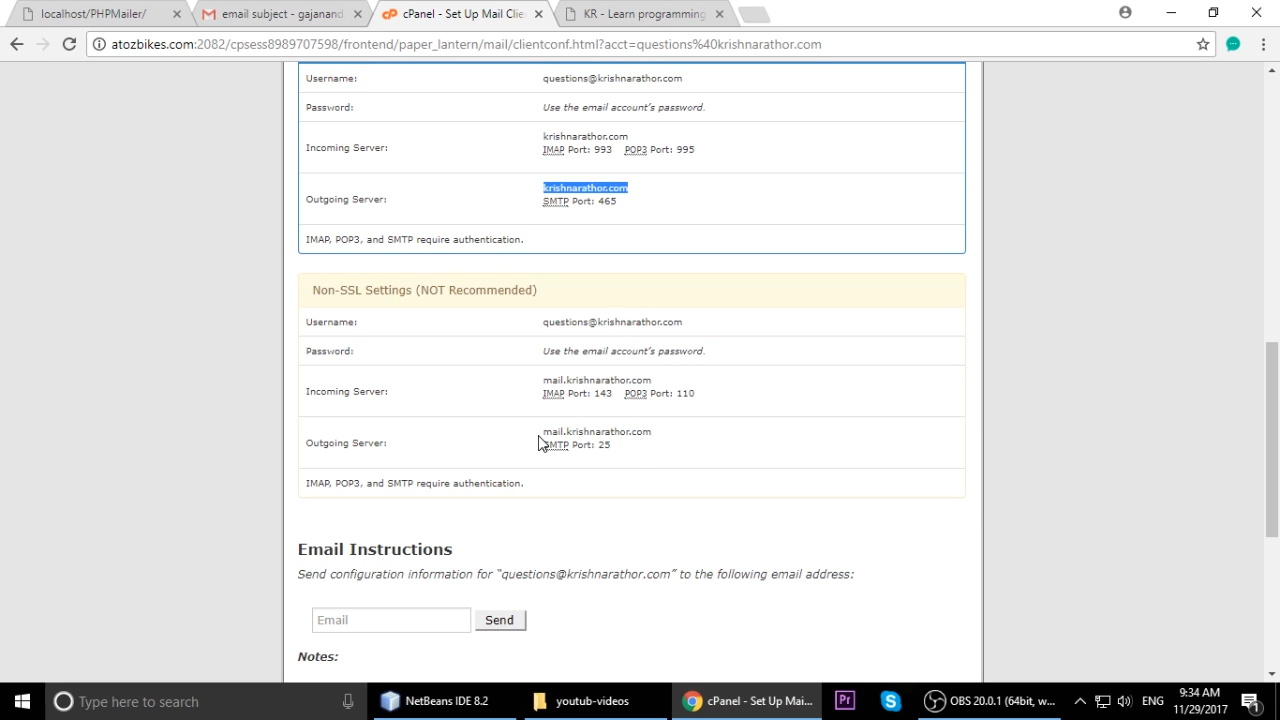 localhost/PHPMailer/
email subject - gajanand
cPanel - Set Up Mail Clie
KR - Learn programming
atozbikes.com:2082/cpsess8989707598/frontend/paper_lantern/mail/clientconf.html?acct=questions%40krishnarathor.com
Username: questions@krishnarathor.com
Password: Use the email account's password.
krishnarathor.com
Incoming Server: IMAP Port: 993 POP3 Port: 995
krishnarathor.com
Outgoing Server: SMTP Port: 465
IMAP, POP3, and SMTP require authentication.
Non-SSL Settings (NOT Recommended)
Username: questions@krishnarathor.com
Password: Use the email account's password.
mail.krishnarathor.com
Incoming Server: IMAP Port: 143 POP3 Port: 110
mail.krishnarathor.com
Outgoing Server: SMTP Port: 25
IMAP, POP3, and SMTP require authentication.
Email Instructions
Send configuration information for “questions@krishnarathor.com” to the following email address:
Email Send
Notes:
Type here to search
NetBeans IDE 8.2
youtub-videos
cPanel - Set Up Mai...
Pr
OBS 20.0.1 (64bit, w...
ENG
9:34 AM
11/29/2017
1